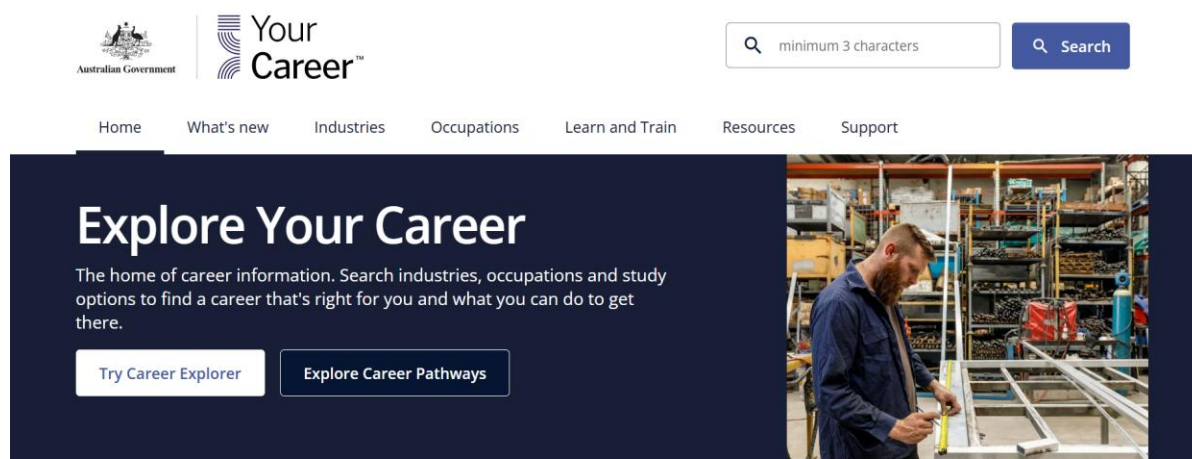 Australian Government
Your
Career™
minimum 3 characters
Search
Home What's new Industries Occupations Learn and Train Resources Support
Explore Your Career
The home of career information. Search industries, occupations and study
options to find a career that's right for you and what you can do to get
there.
Try Career Explorer Explore Career Pathways